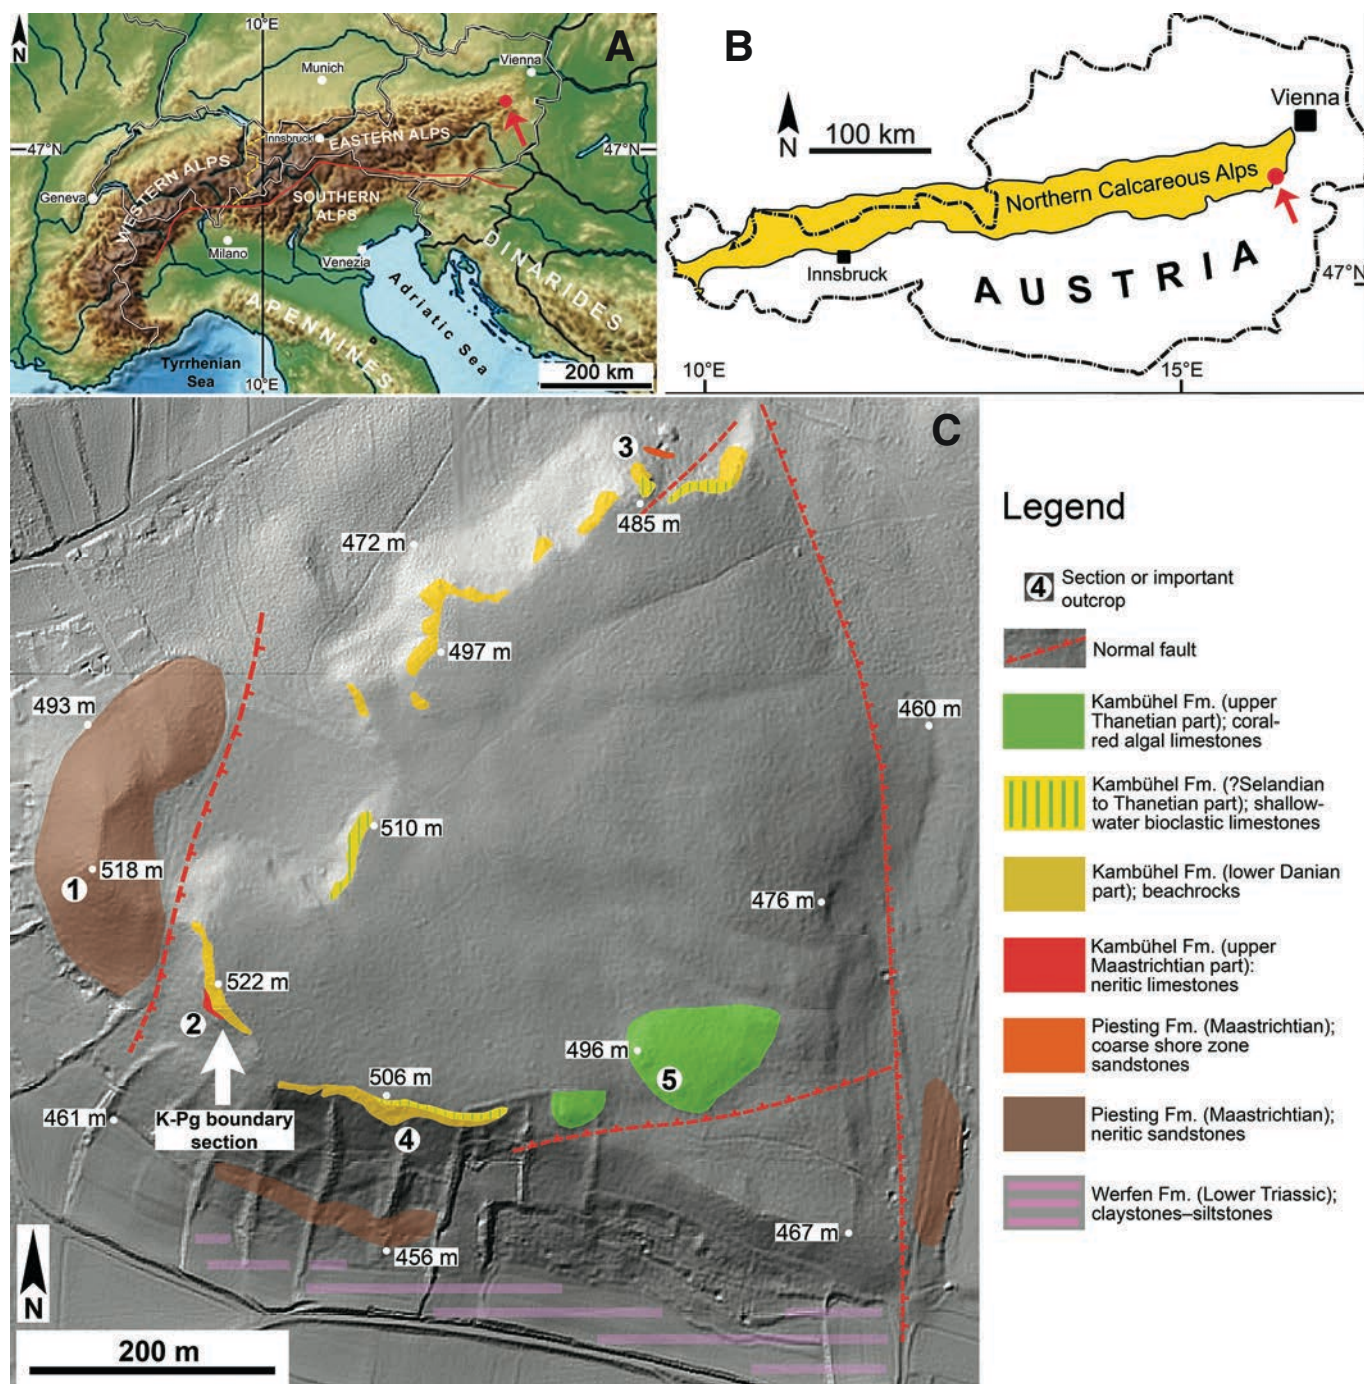 A
N
10°E
Munich
Vienna
Innsbruck
EASTERN ALPS
47°N
47°N
WESTERN ALPS
Geneva
SOUTHERN
ALPS
Milano
Venezia
DINARIDES
APENNINES
Adriatic Sea
Tyrrhenian
Sea
10°E
200 km
B
N
100 km
Vienna
Northern Calcareous Alps
Innsbruck
AUSTRIA
47°N
10°E
15°E
C
3
485 m
472 m
497 m
493 m
460 m
510 m
518 m
1
476 m
522 m
2
496 m
5
506 m
461 m
K-Pg boundary
section
4
467 m
456 m
N
200 m
Legend
4
Section or important
outcrop
Normal fault
Kambühel Fm. (upper
Thanetian part); coral-
red algal limestones
Kambühel Fm. (?Selandian
to Thanetian part); shallow-
water bioclastic limestones
Kambühel Fm. (lower Danian
part); beachrocks
Kambühel Fm. (upper
Maastrichtian part):
neritic limestones
Piesting Fm. (Maastrichtian);
coarse shore zone
sandstones
Piesting Fm. (Maastrichtian);
neritic sandstones
Werfen Fm. (Lower Triassic);
claystones–siltstones